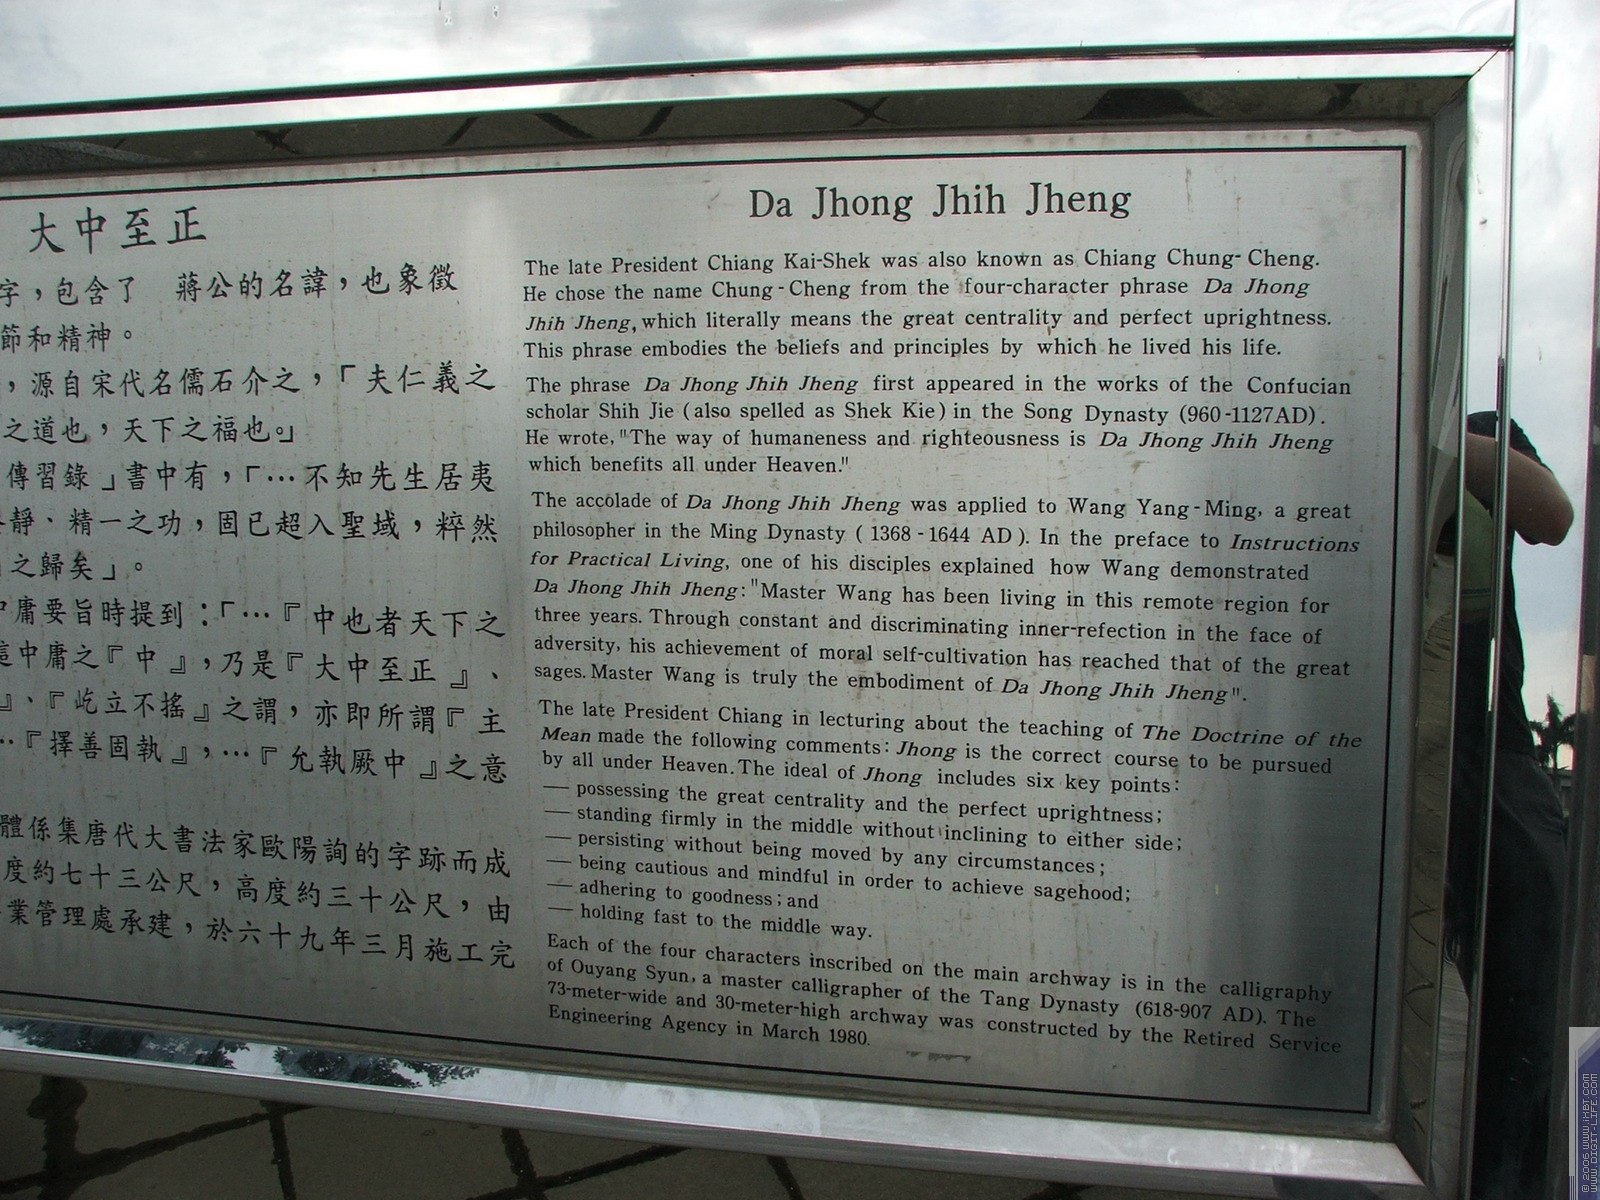 大中至正
字，包含了 蔣公的名諱，也象徵
節和精神。
，源自宋代名儒石介之，「夫仁義之
之道也，天下之福也。」
傳習錄」書中有，「…不知先生居夷
靜、精一之功，固已超入聖域，粹然
之歸矣」。
中庸要旨時提到：「…『中也者天下之
這中庸之『中』，乃是『大中至正』、
』、『屹立不搖』之謂，亦即所謂『主
…『擇善固執』，…『允執厥中』之意
體係集唐代大書法家歐陽詢的字跡而成
度約七十三公尺，高度約三十公尺，由
業管理處承建，於六十九年三月施工完
Da Jhong Jhih Jheng
The late President Chiang Kai-Shek was also known as Chiang Chung-Cheng.
He chose the name Chung-Cheng from the four-character phrase Da Jhong
Jhih Jheng, which literally means the great centrality and perfect uprightness.
This phrase embodies the beliefs and principles by which he lived his life.
The phrase Da Jhong Jhih Jheng first appeared in the works of the Confucian
scholar Shih Jie (also spelled as Shek Kie) in the Song Dynasty (960-1127AD).
He wrote, "The way of humaneness and righteousness is Da Jhong Jhih Jheng
which benefits all under Heaven."
The accolade of Da Jhong Jhih Jheng was applied to Wang Yang-Ming, a great
philosopher in the Ming Dynasty (1368-1644 AD). In the preface to Instructions
for Practical Living, one of his disciples explained how Wang demonstrated
Da Jhong Jhih Jheng: "Master Wang has been living in this remote region for
three years. Through constant and discriminating inner-refection in the face of
adversity, his achievement of moral self-cultivation has reached that of the great
sages. Master Wang is truly the embodiment of Da Jhong Jhih Jheng".
The late President Chiang in lecturing about the teaching of The Doctrine of the
Mean made the following comments: Jhong is the correct course to be pursued
by all under Heaven. The ideal of Jhong includes six key points:
— possessing the great centrality and the perfect uprightness;
— standing firmly in the middle without inclining to either side;
— persisting without being moved by any circumstances;
— being cautious and mindful in order to achieve sagehood;
— adhering to goodness; and
— holding fast to the middle way.
Each of the four characters inscribed on the main archway is in the calligraphy
of Ouyang Syun, a master calligrapher of the Tang Dynasty (618-907 AD). The
73-meter-wide and 30-meter-high archway was constructed by the Retired Service
Engineering Agency in March 1980.
© 2006 WWW.IXBT.COM
WWW.DIGIT-LIFE.COM